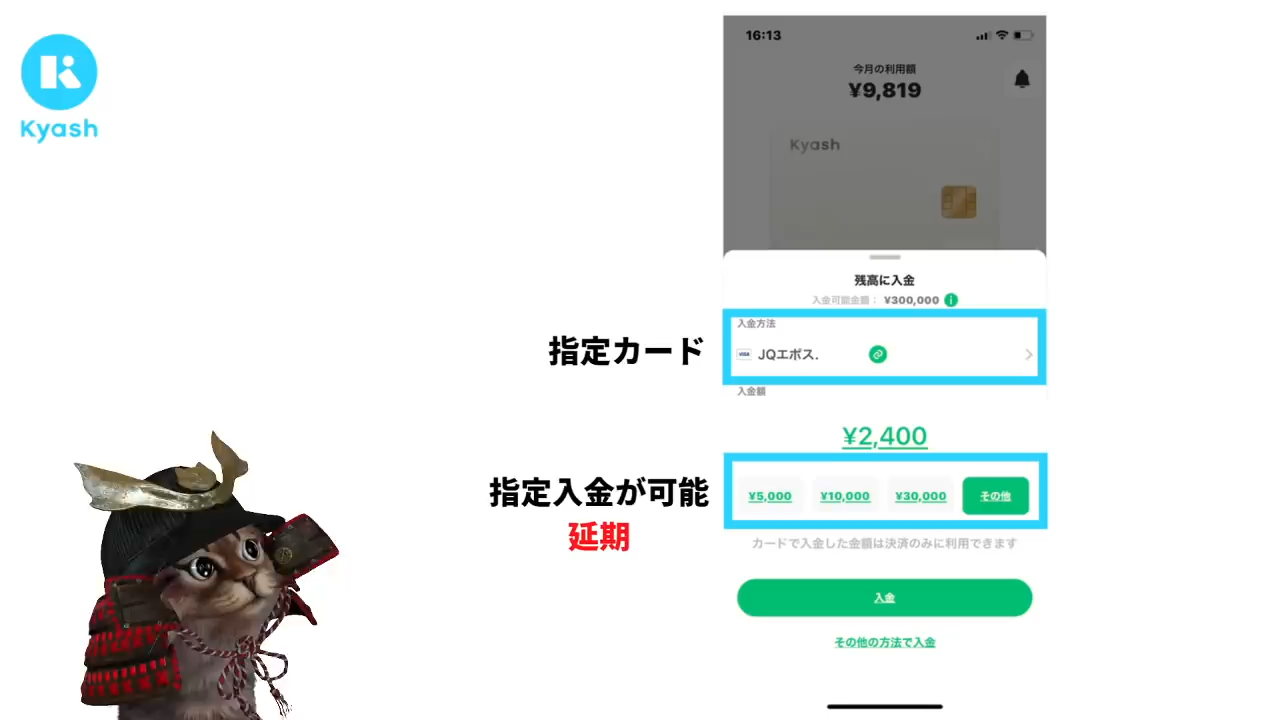 Kyash
16:13
今月の利用額
¥9,819
Kyash
残高に入金
入金可能金額： ¥300,000
指定カード
入金方法
VISA JQエポス.
入金額
¥2,400
指定入金が可能
延期
¥5,000 ¥10,000 ¥30,000 その他
カードで入金した金額は決済のみに利用できます
入金
その他の方法で入金